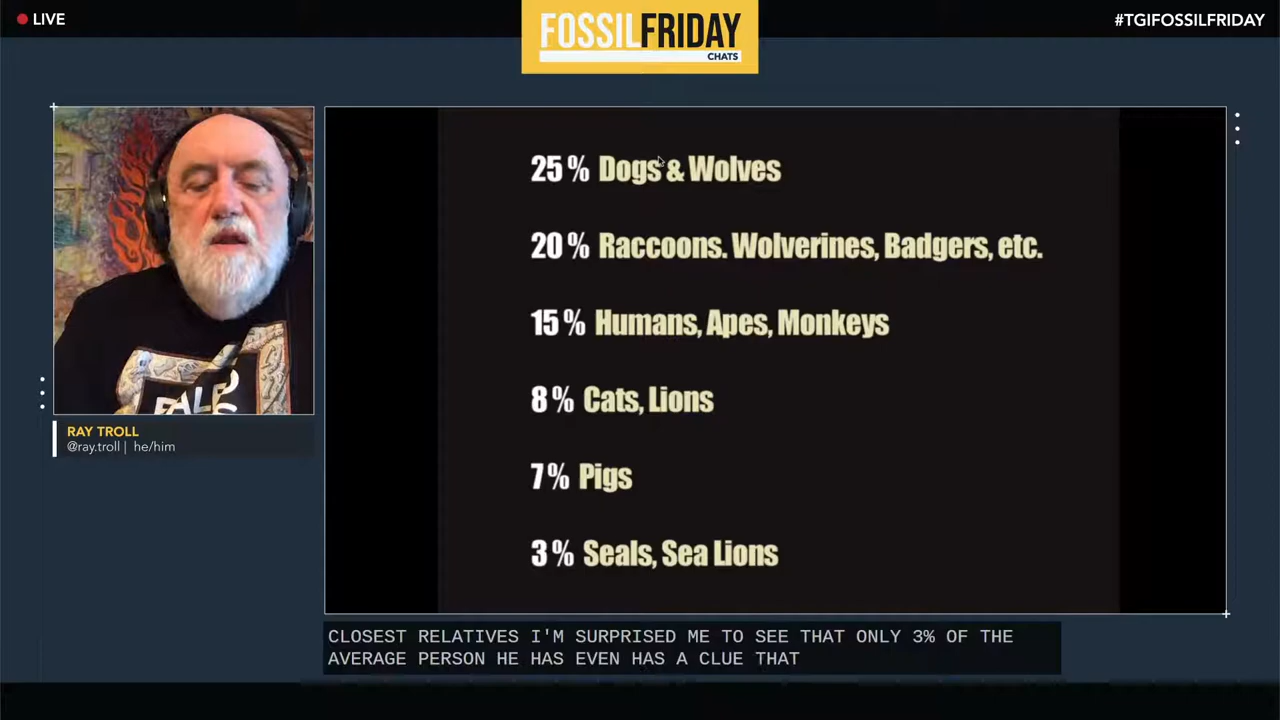 LIVE
FOSSILFRIDAY
CHATS
#TGIFOSSILFRIDAY
25% Dogs & Wolves
20% Raccoons. Wolverines, Badgers, etc.
15% Humans, Apes, Monkeys
8% Cats, Lions
7% Pigs
3% Seals, Sea Lions
RAY TROLL
@ray.troll | he/him
CLOSEST RELATIVES I'M SURPRISED ME TO SEE THAT ONLY 3% OF THE
AVERAGE PERSON HE HAS EVEN HAS A CLUE THAT